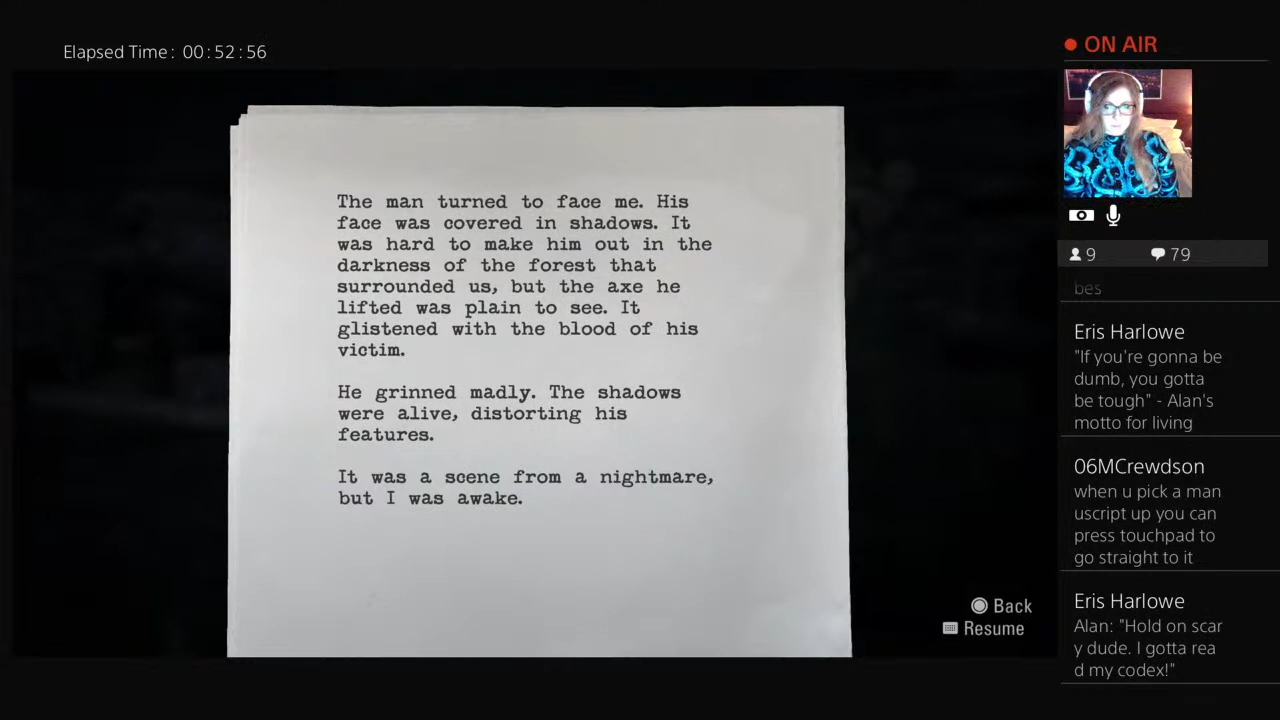 Elapsed Time: 00:52:56
ON AIR
The man turned to face me. His
face was covered in shadows. It
was hard to make him out in the
darkness of the forest that
surrounded us, but the axe he
lifted was plain to see. It
glistened with the blood of his
victim.
He grinned madly. The shadows
were alive, distorting his
features.
It was a scene from a nightmare,
but I was awake.
Back
Resume
9
79
bes
Eris Harlowe
"If you're gonna be
dumb, you gotta
be tough" - Alan's
motto for living
06MCrewdson
when u pick a man
uscript up you can
press touchpad to
go straight to it
Eris Harlowe
Alan: "Hold on scar
y dude. I gotta rea
d my codex!"